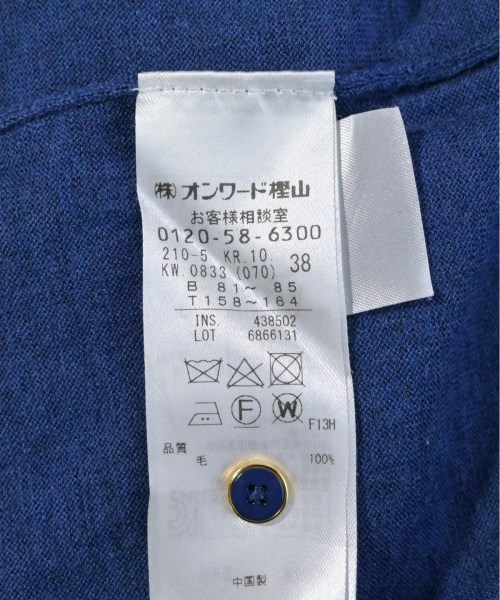 (株)オンワード樫山
お客様相談室
0120-58-6300
210-5 KR.10.
KW.0833 (070) 38
B 81～ 85
T 158～164
INS. 438502
LOT 6866131
F W F13H
品質
毛 100%
中国製